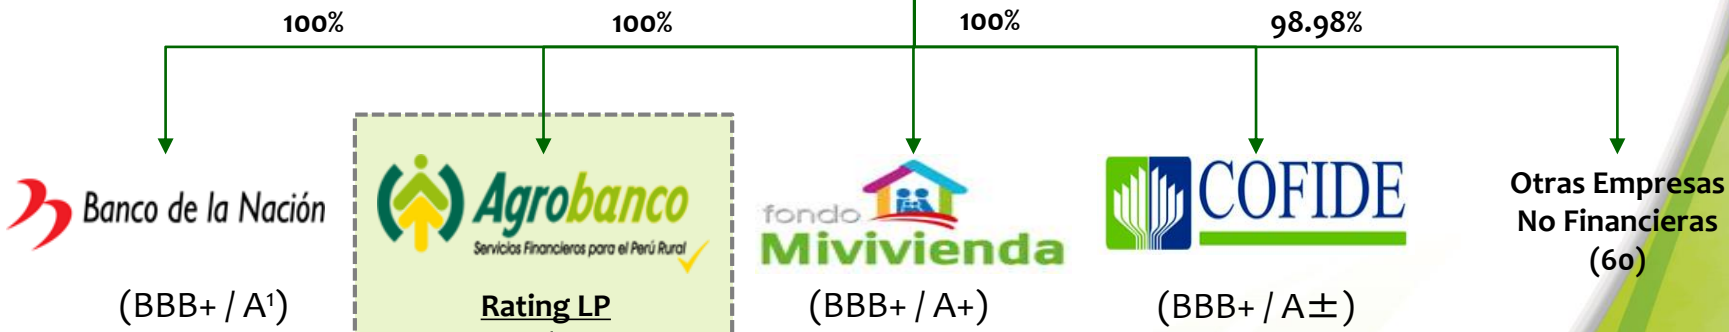 100% 100% 100% 98.98%
Banco de la Nación
Agrobanco
Servicios Financieros para el Perú Rural
fondo
Mivivienda
COFIDE
Otras Empresas
No Financieras
(60)
(BBB+ / A¹) Rating LP (BBB+ / A+) (BBB+ / A±)